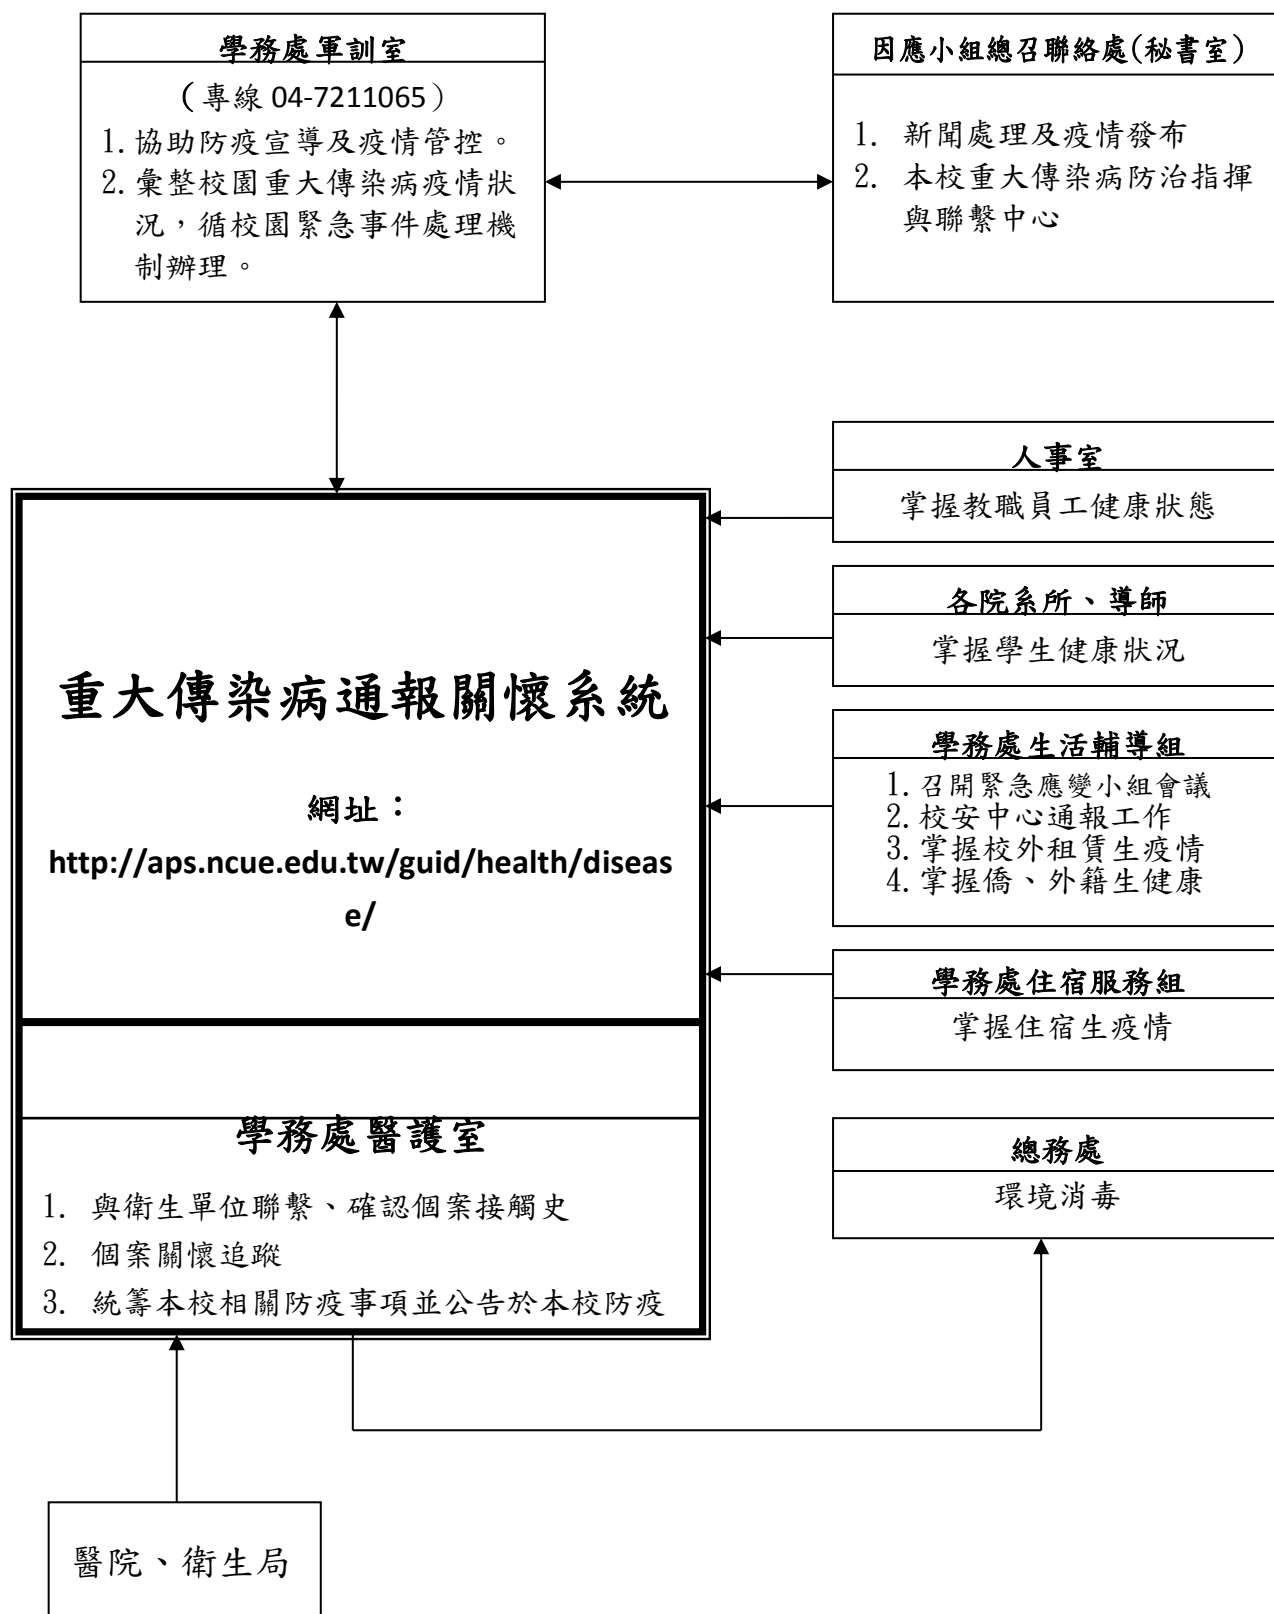 學務處軍訓室
（專線 04-7211065）
1. 協助防疫宣導及疫情管控。
2. 彙整校園重大傳染病疫情狀
況，循校園緊急事件處理機
制辦理。
因應小組總召聯絡處(秘書室)
1. 新聞處理及疫情發布
2. 本校重大傳染病防治指揮
與聯繫中心
人事室
掌握教職員工健康狀態
各院系所、導師
掌握學生健康狀況
學務處生活輔導組
1. 召開緊急應變小組會議
2. 校安中心通報工作
3. 掌握校外租賃生疫情
4. 掌握僑、外籍生健康
學務處住宿服務組
掌握住宿生疫情
總務處
環境消毒
重大傳染病通報關懷系統
網址：
http://aps.ncue.edu.tw/guid/health/diseas
e/
學務處醫護室
1. 與衛生單位聯繫、確認個案接觸史
2. 個案關懷追蹤
3. 統籌本校相關防疫事項並公告於本校防疫
醫院、衛生局